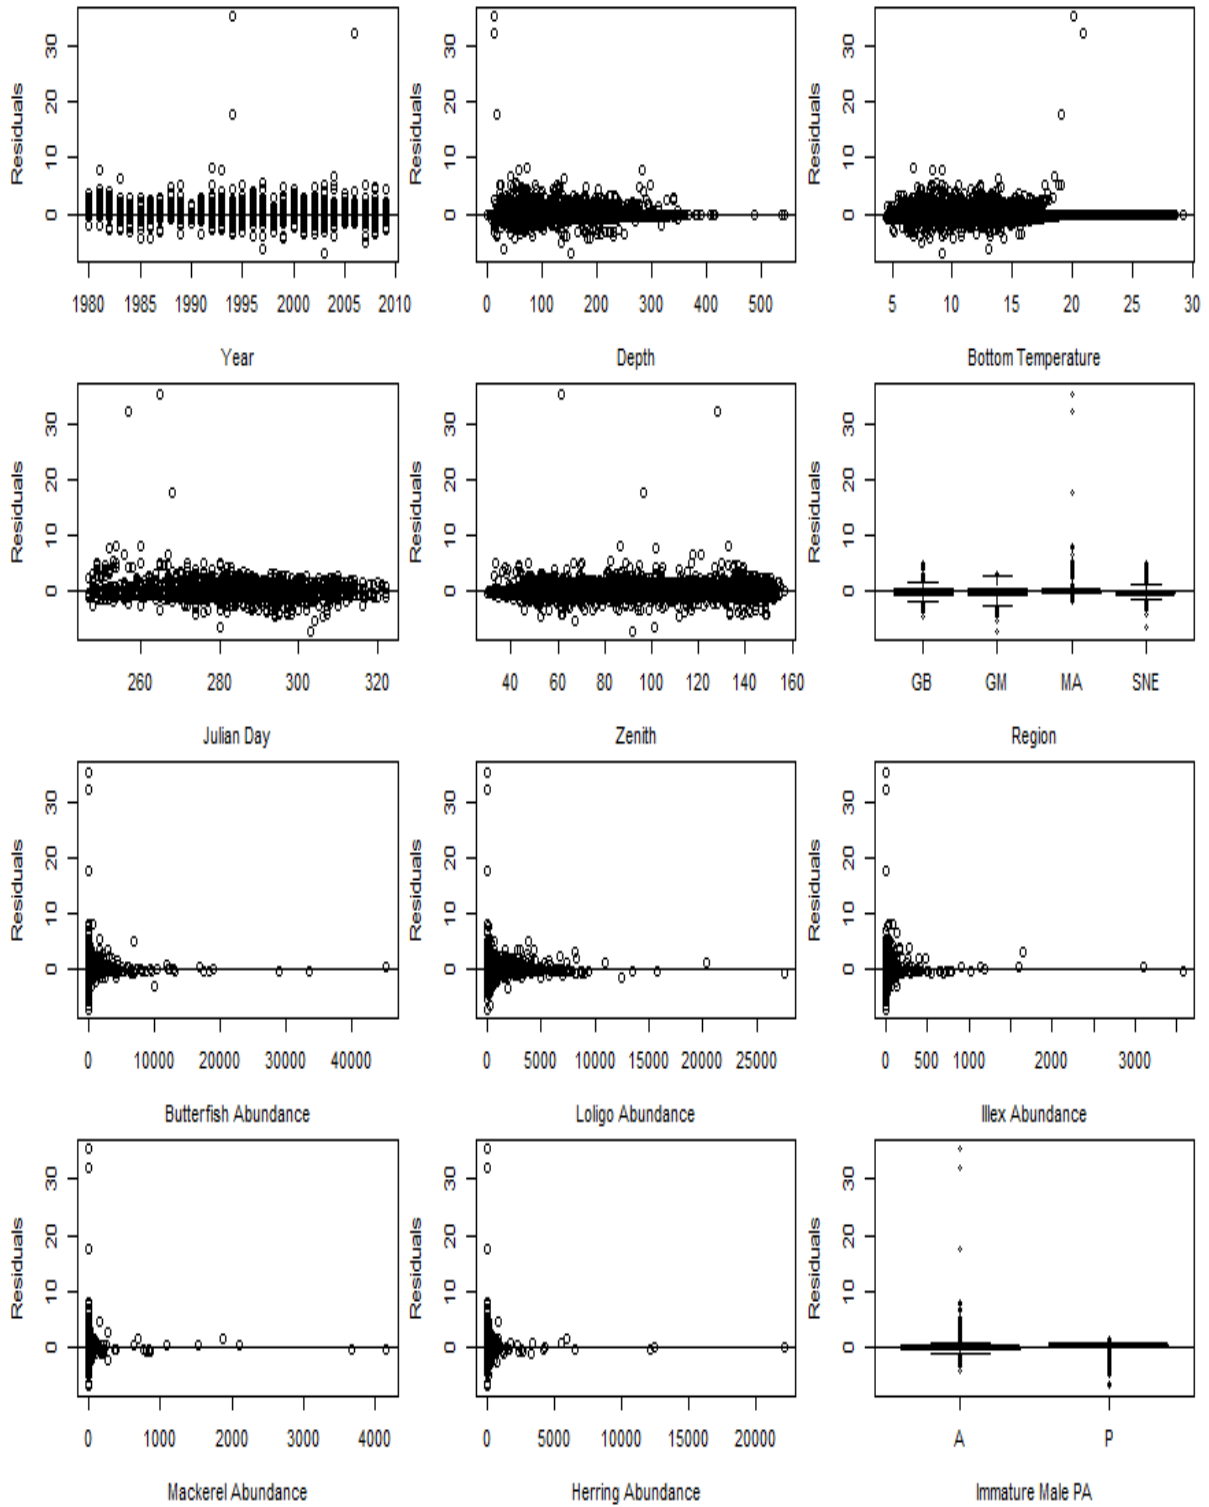 Residuals
0 10 20 30
1980 1985 1990 1995 2000 2005 2010
Year
Residuals
0 10 20 30
0 100 200 300 400 500
Depth
Residuals
0 10 20 30
5 10 15 20 25 30
Bottom Temperature
Residuals
0 10 20 30
260 280 300 320
Julian Day
Residuals
0 10 20 30
40 60 80 100 120 140 160
Zenith
Residuals
0 10 20 30
GB GM MA SNE
Region
Residuals
0 10 20 30
0 10000 20000 30000 40000
Butterfish Abundance
Residuals
0 10 20 30
0 5000 10000 15000 20000 25000
Loligo Abundance
Residuals
0 10 20 30
0 500 1000 2000 3000
Illex Abundance
Residuals
0 10 20 30
0 1000 2000 3000 4000
Mackerel Abundance
Residuals
0 10 20 30
0 5000 10000 15000 20000
Herring Abundance
Residuals
0 10 20 30
A P
Immature Male PA